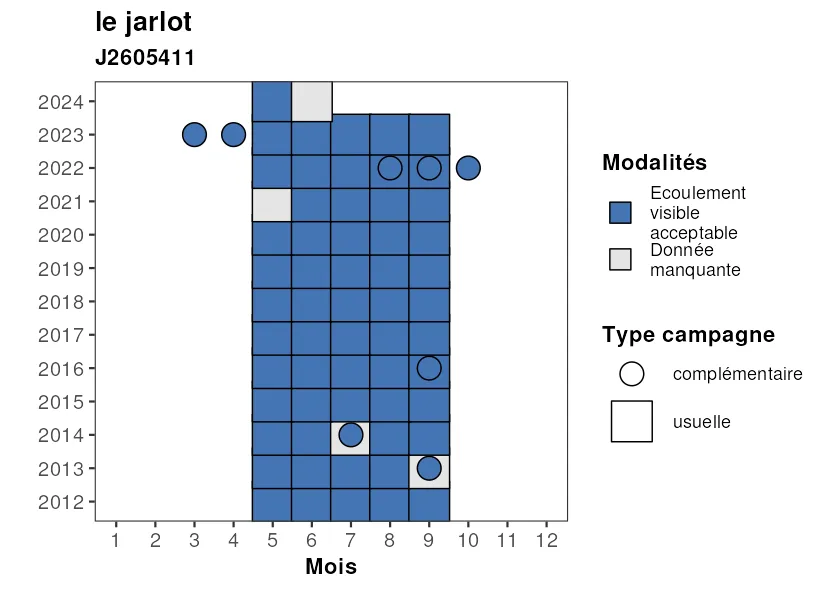 le jarlot
J2605411
2024
2023
2022
2021
2020
2019
2018
2017
2016
2015
2014
2013
2012
1 2 3 4 5 6 7 8 9 10 11 12
Mois
Modalités
Ecoulement
visible
acceptable
Donnée
manquante
Type campagne
complémentaire
usuelle